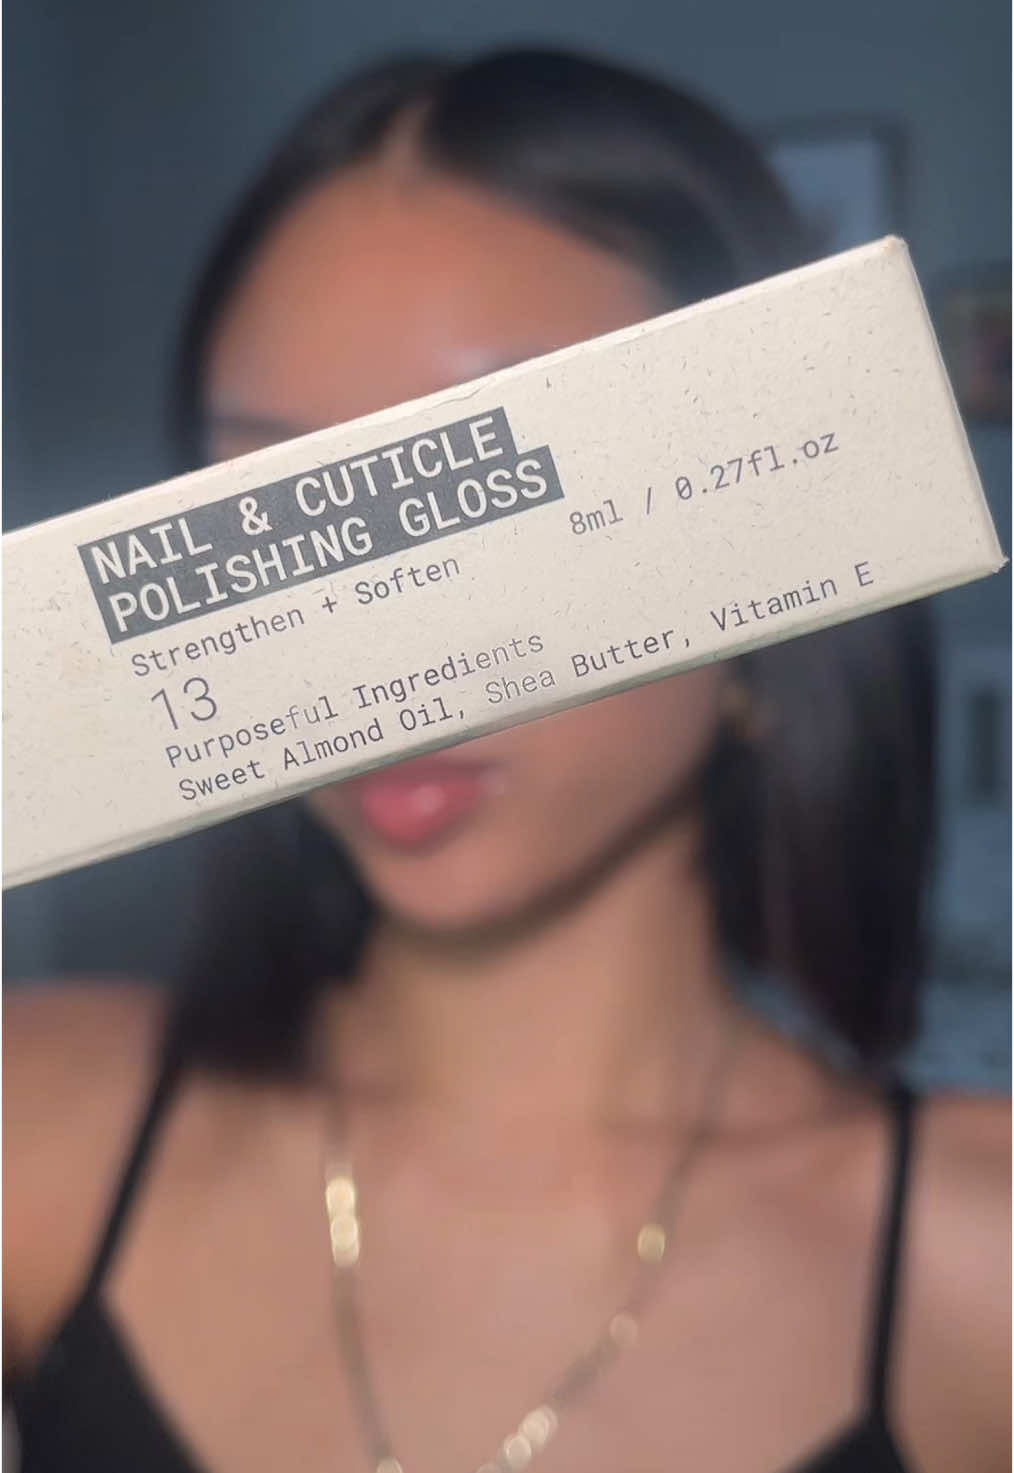 NAIL & CUTICLE
POLISHING GLOSS
Strengthen + Soften
8ml / 0.27fl.oz
13
Purposeful Ingredients
Sweet Almond Oil, Shea Butter, Vitamin E